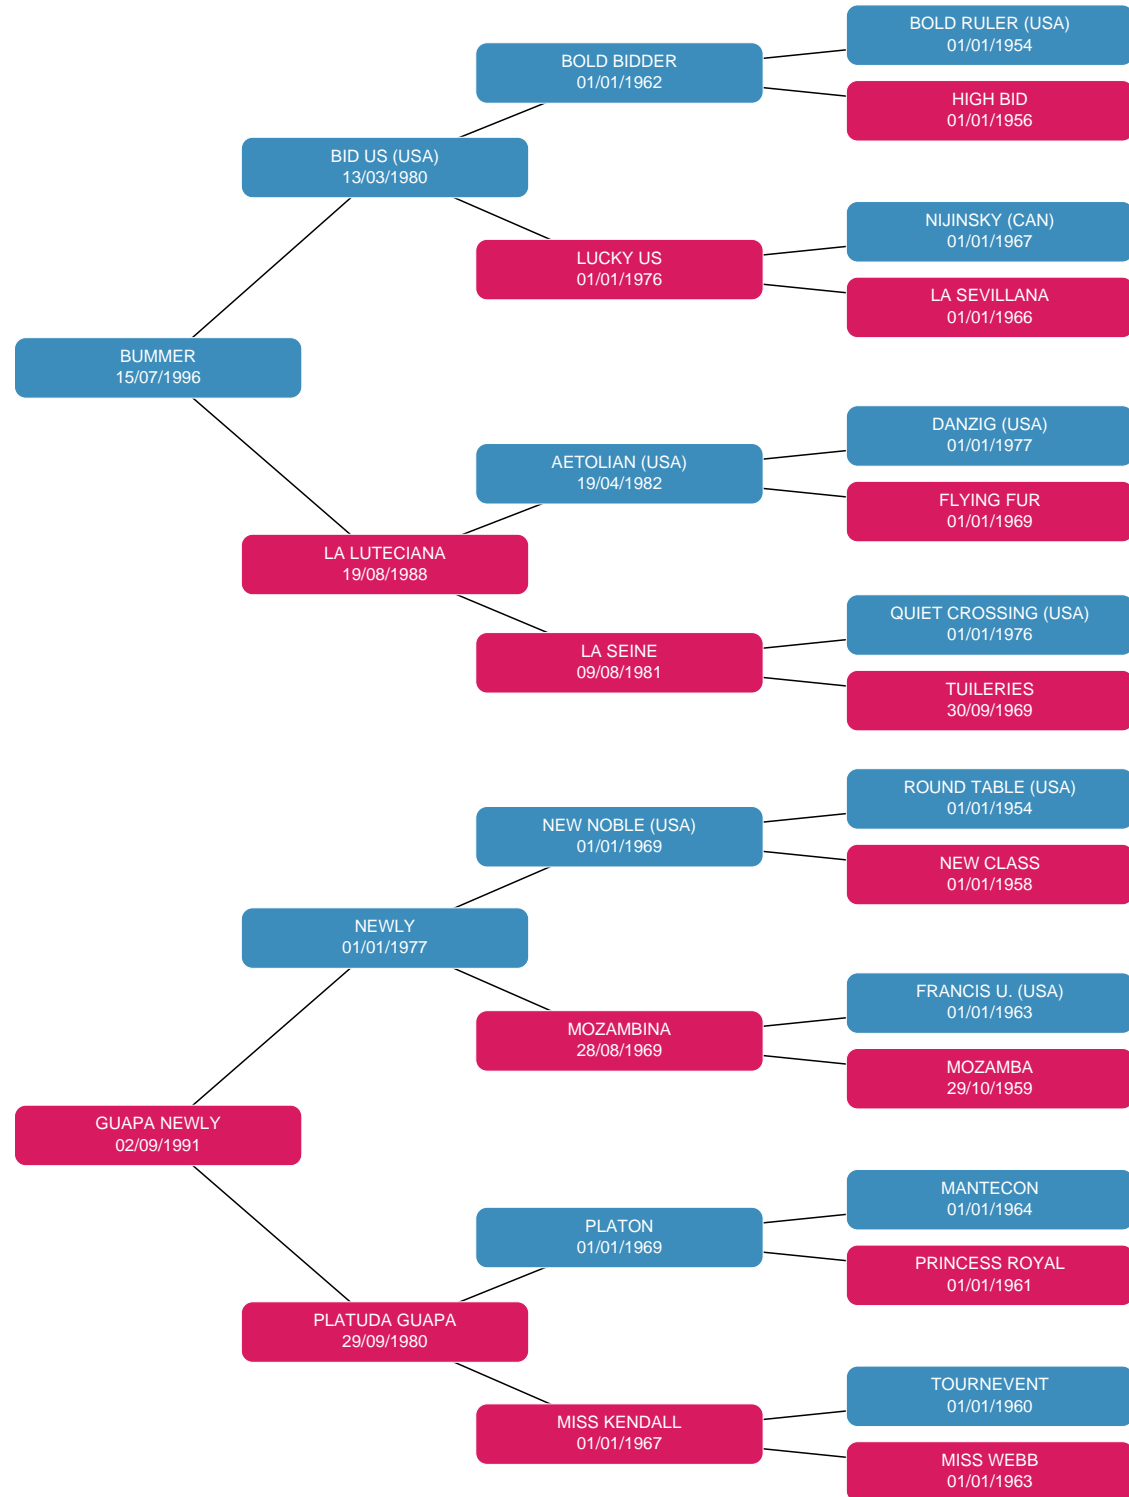 BOLD RULER (USA)
01/01/1954
BOLD BIDDER
01/01/1962
HIGH BID
01/01/1956
BID US (USA)
13/03/1980
NIJINSKY (CAN)
01/01/1967
LUCKY US
01/01/1976
LA SEVILLANA
01/01/1966
BUMMER
15/07/1996
DANZIG (USA)
01/01/1977
AETOLIAN (USA)
19/04/1982
FLYING FUR
01/01/1969
LA LUTECIANA
19/08/1988
QUIET CROSSING (USA)
01/01/1976
LA SEINE
09/08/1981
TUILERIES
30/09/1969
ROUND TABLE (USA)
01/01/1954
NEW NOBLE (USA)
01/01/1969
NEW CLASS
01/01/1958
NEWLY
01/01/1977
FRANCIS U. (USA)
01/01/1963
MOZAMBINA
28/08/1969
MOZAMBA
29/10/1959
GUAPA NEWLY
02/09/1991
MANTECON
01/01/1964
PLATON
01/01/1969
PRINCESS ROYAL
01/01/1961
PLATUDA GUAPA
29/09/1980
TOURNEVENT
01/01/1960
MISS KENDALL
01/01/1967
MISS WEBB
01/01/1963